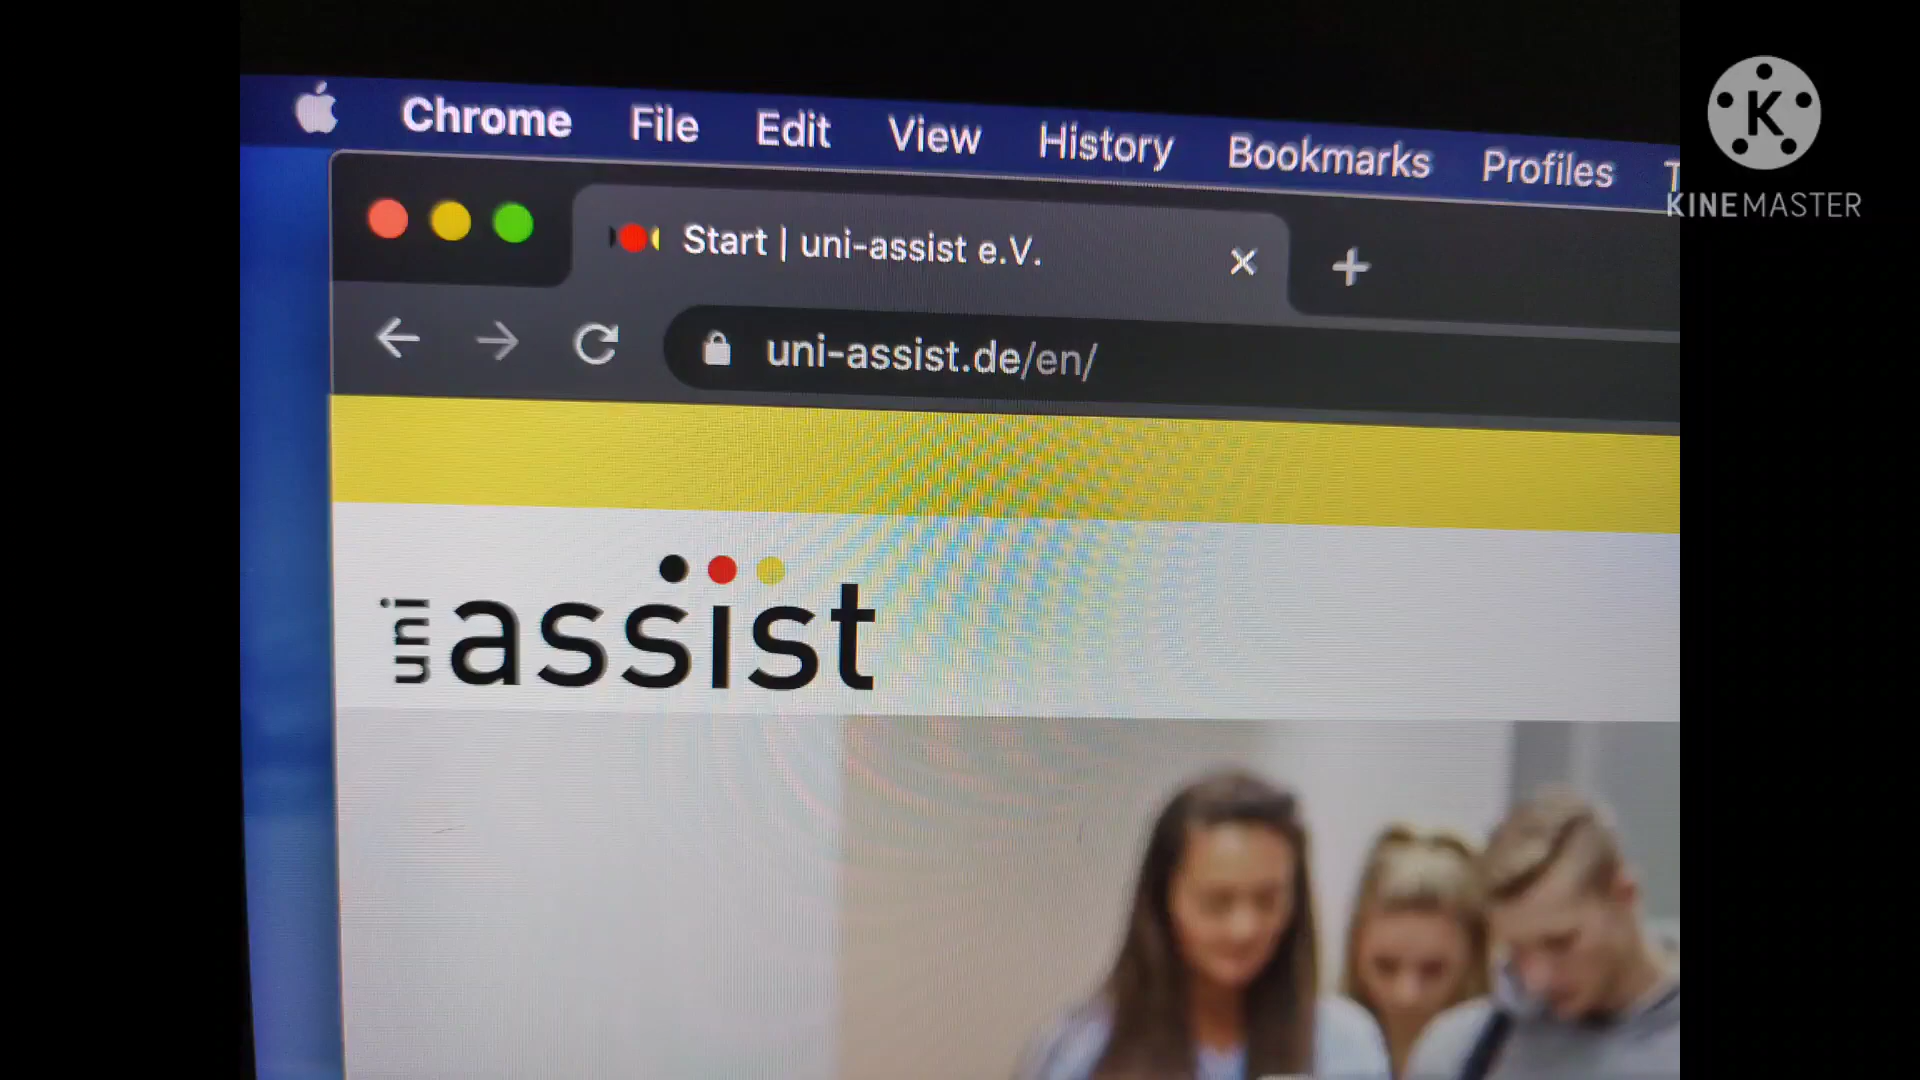 Chrome File Edit View History Bookmarks Profiles
K
KINEMASTER
Start | uni-assist e.V.
uni-assist.de/en/
uni assist